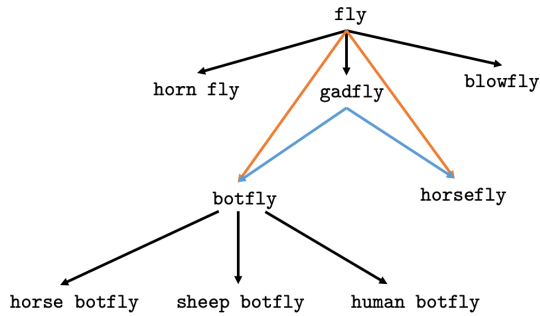 fly
horn fly
gadfly
blowfly
botfly
horsefly
horse botfly
sheep botfly
human botfly